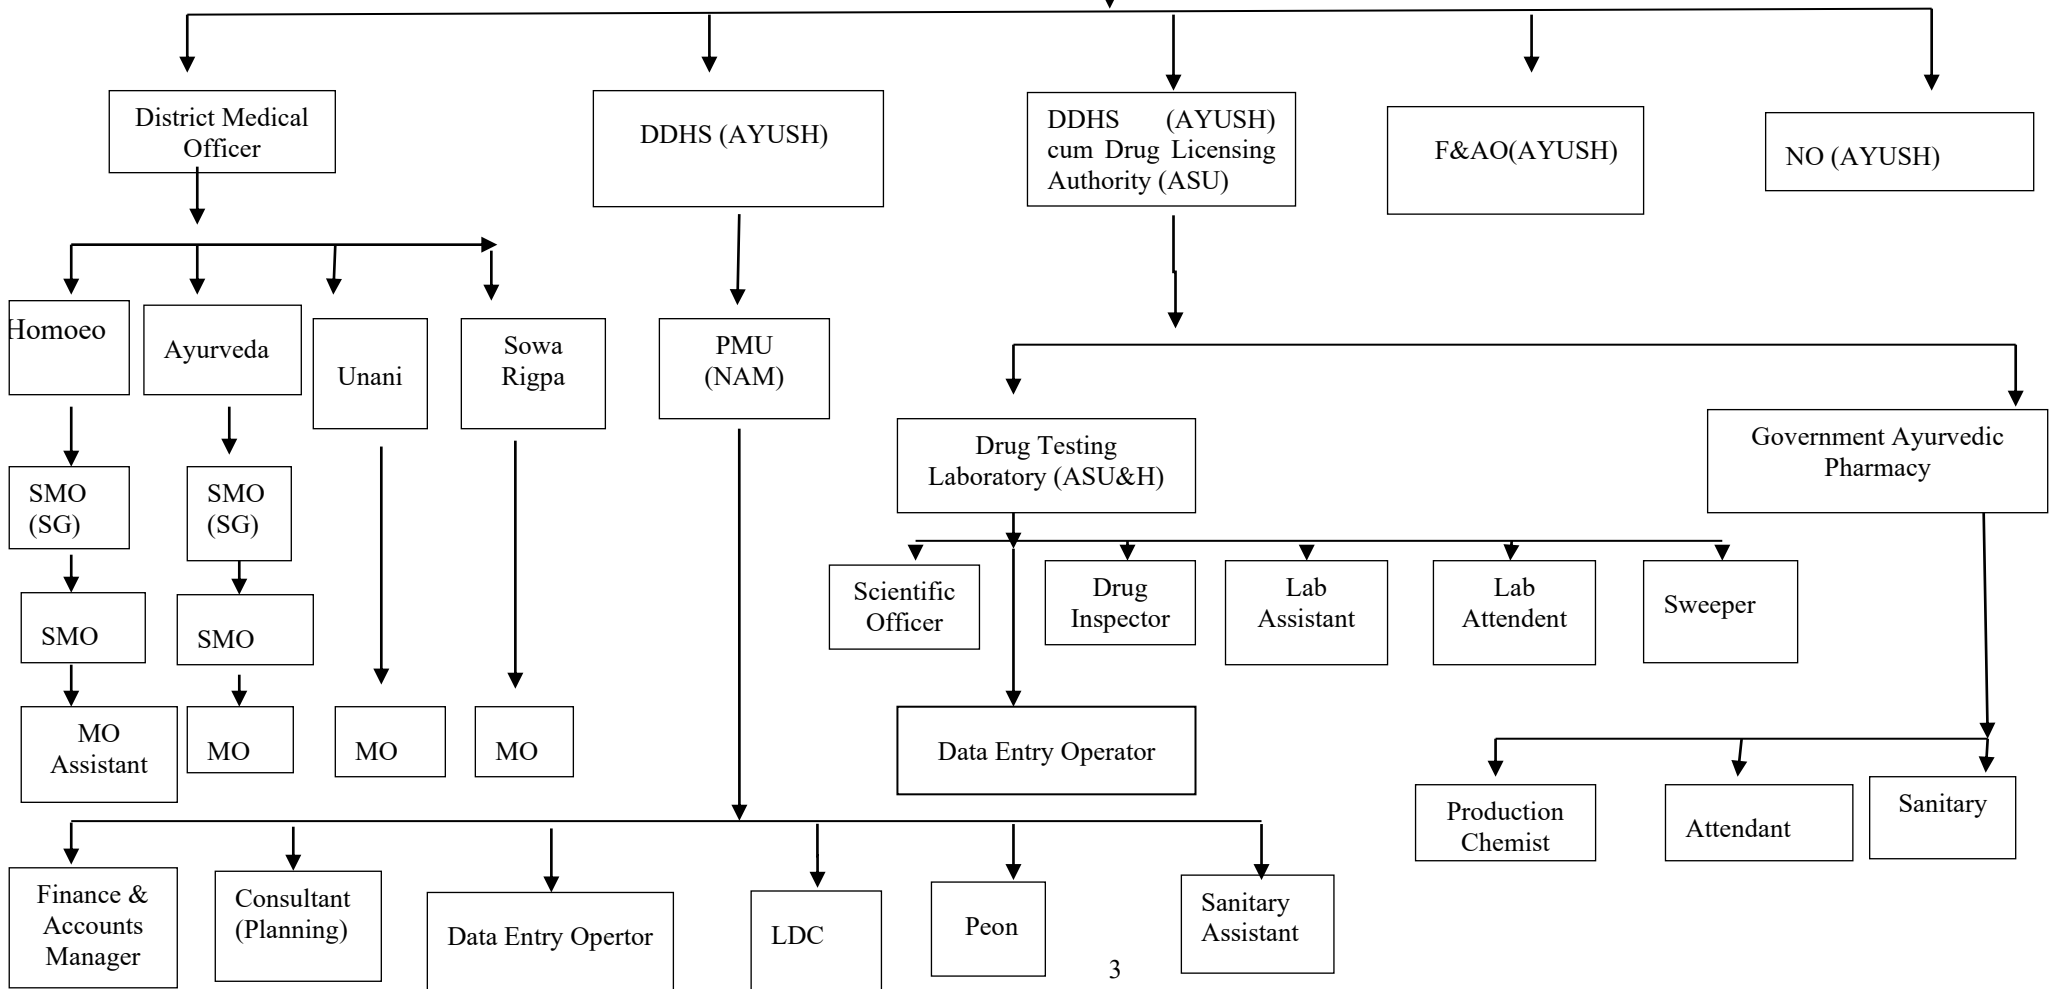 District Medical
Officer
DDHS (AYUSH)
DDHS (AYUSH)
cum Drug Licensing
Authority (ASU)
F&AO(AYUSH)
NO (AYUSH)
Homoeo
Ayurveda
Unani
Sowa
Rigpa
PMU
(NAM)
Drug Testing
Laboratory (ASU&H)
Government Ayurvedic
Pharmacy
SMO
(SG)
SMO
(SG)
SMO
SMO
Scientific
Officer
Drug
Inspector
Lab
Assistant
Lab
Attendent
Sweeper
MO
Assistant
MO
MO
MO
Data Entry Operator
Production
Chemist
Attendant
Sanitary
Finance &
Accounts
Manager
Consultant
(Planning)
Data Entry Opertor
LDC
Peon
Sanitary
Assistant
3